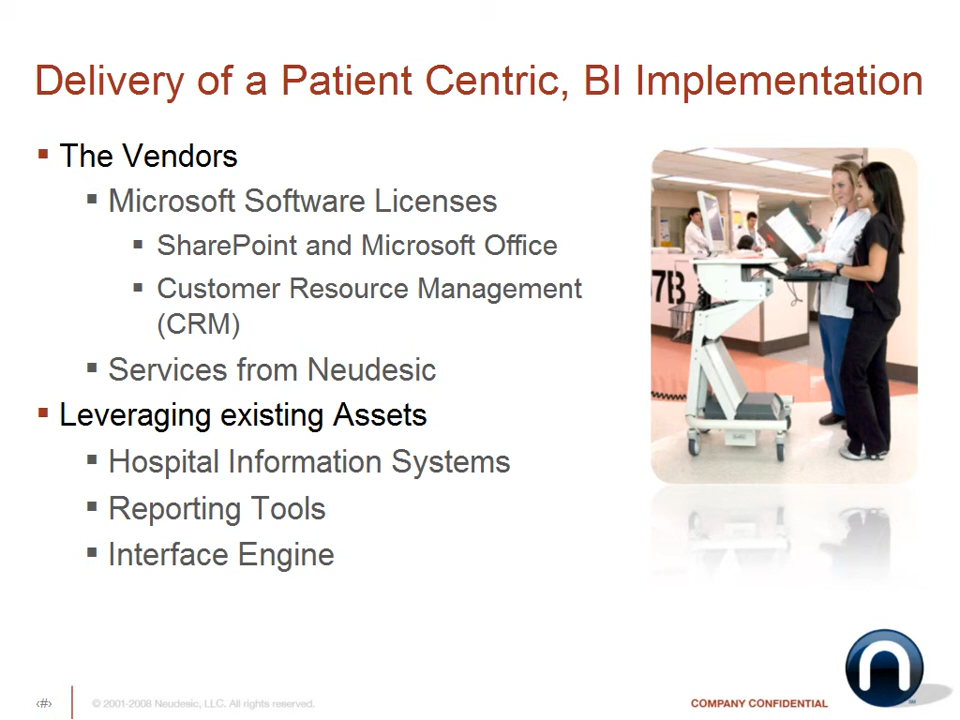 Delivery of a Patient Centric, BI Implementation
▪ The Vendors
▪ Microsoft Software Licenses
▪ SharePoint and Microsoft Office
▪ Customer Resource Management
(CRM)
▪ Services from Neudesic
▪ Leveraging existing Assets
▪ Hospital Information Systems
▪ Reporting Tools
▪ Interface Engine
7B
‹#›
© 2001-2008 Neudesic, LLC. All rights reserved.
COMPANY CONFIDENTIAL
n
SM